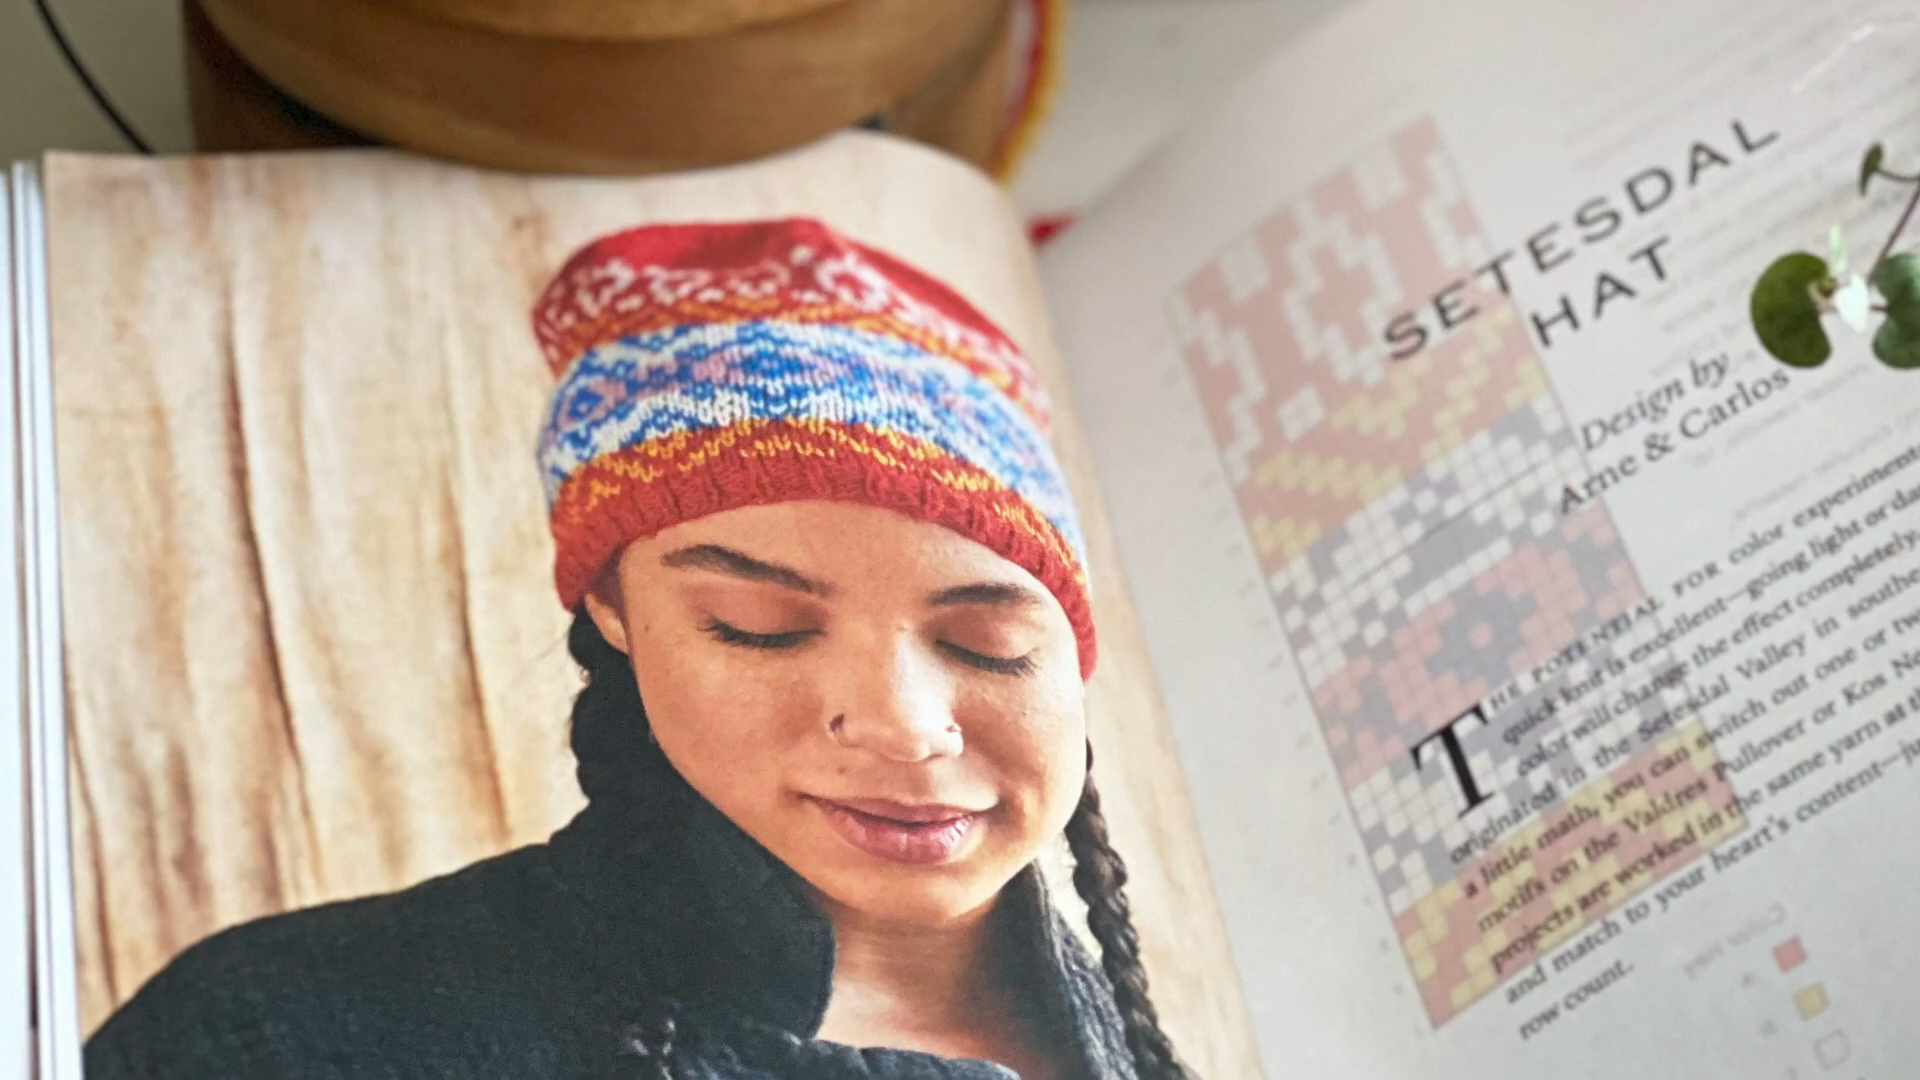 SETESDAL
HAT
Design by
Arne & Carlos
THE POTENTIAL FOR color experiment
quick knit is excellent—going light or da
color will change the effect completely.
originated in the Setesdal Valley in southe
a little math, you can switch out one or tw
motifs on the Valdres Pullover or Kos Ne
projects are worked in the same yarn at th
and match to your heart's content—ju
row count.